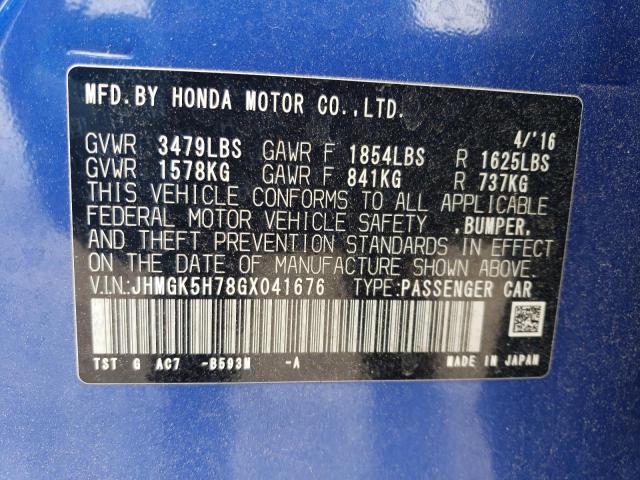 MFD.BY HONDA MOTOR CO.,LTD.
4/'16
GVWR 3479LBS GAWR F 1854LBS R 1625LBS
GVWR 1578KG GAWR F 841KG R 737KG
THIS VEHICLE CONFORMS TO ALL APPLICABLE
FEDERAL MOTOR VEHICLE SAFETY ,BUMPER,
AND THEFT PREVENTION STANDARDS IN EFFECT
ON THE DATE OF MANUFACTURE SHOWN ABOVE.
V.IN.:JHMGK5H78GX041676 TYPE:PASSENGER CAR
TST G AC7 -B593M -A MADE IN JAPAN